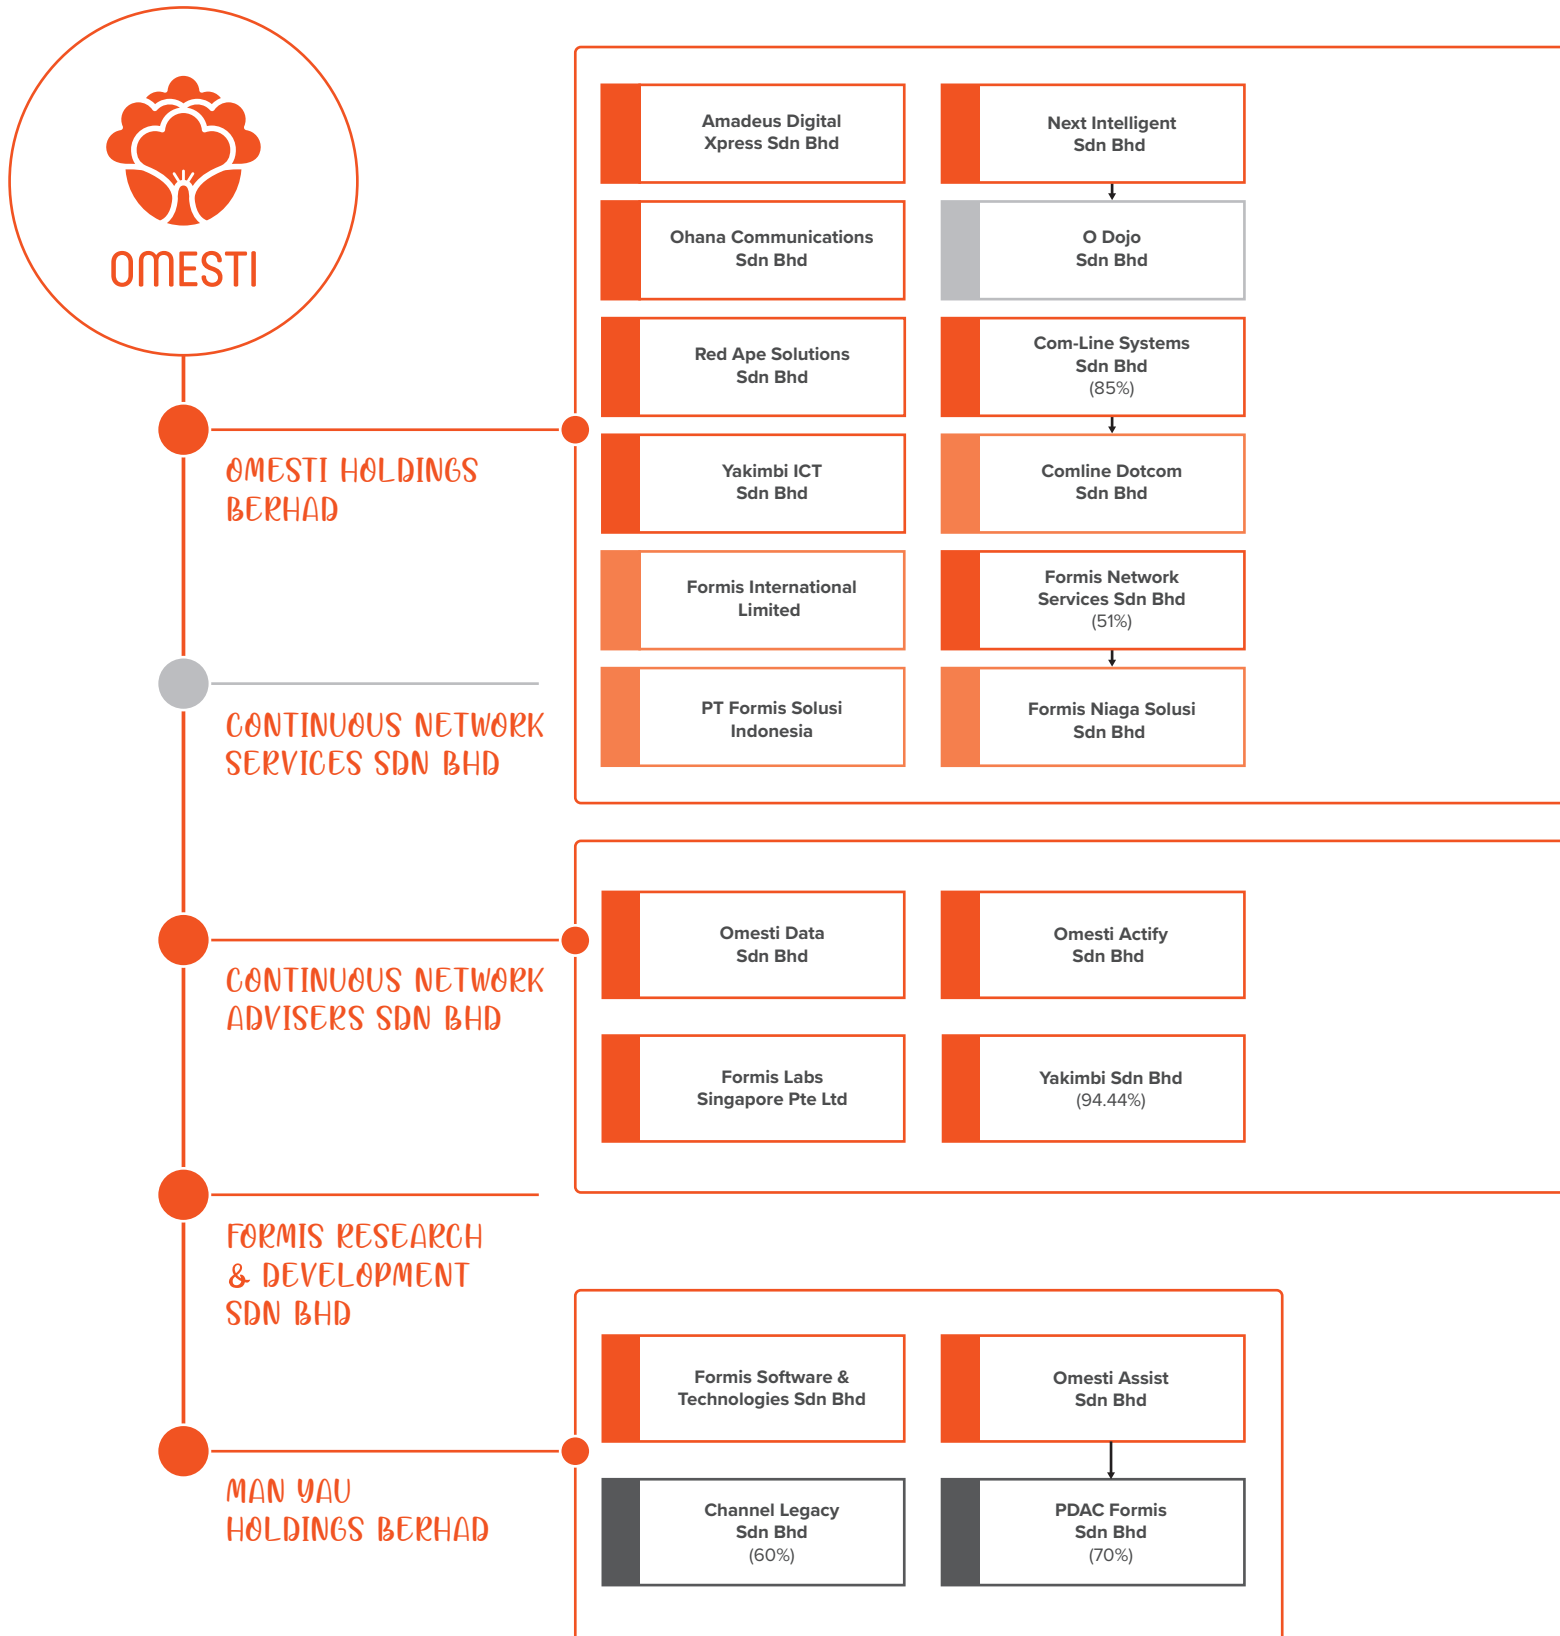 OMESTI
OMESTI HOLDINGS
BERHAD
Amadeus Digital
Xpress Sdn Bhd
Next Intelligent
Sdn Bhd
Ohana Communications
Sdn Bhd
O Dojo
Sdn Bhd
Red Ape Solutions
Sdn Bhd
Com-Line Systems
Sdn Bhd
(85%)
Yakimbi ICT
Sdn Bhd
Comline Dotcom
Sdn Bhd
Formis International
Limited
Formis Network
Services Sdn Bhd
(51%)
PT Formis Solusi
Indonesia
Formis Niaga Solusi
Sdn Bhd
CONTINUOUS NETWORK
SERVICES SDN BHD
CONTINUOUS NETWORK
ADVISERS SDN BHD
Omesti Data
Sdn Bhd
Omesti Actify
Sdn Bhd
Formis Labs
Singapore Pte Ltd
Yakimbi Sdn Bhd
(94.44%)
FORMIS RESEARCH
& DEVELOPMENT
SDN BHD
MAN YAU
HOLDINGS BERHAD
Formis Software &
Technologies Sdn Bhd
Omesti Assist
Sdn Bhd
Channel Legacy
Sdn Bhd
(60%)
PDAC Formis
Sdn Bhd
(70%)